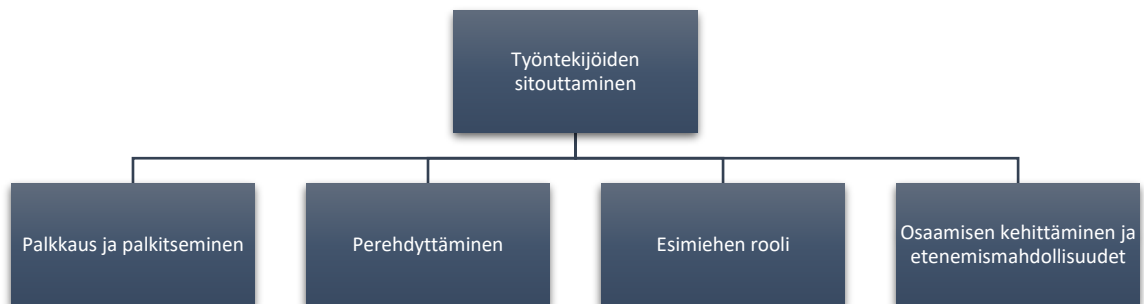 Työntekijöiden
sitouttaminen
Palkkaus ja palkitseminen
Perehdyttäminen
Esimiehen rooli
Osaamisen kehittäminen ja
etenemismahdollisuudet